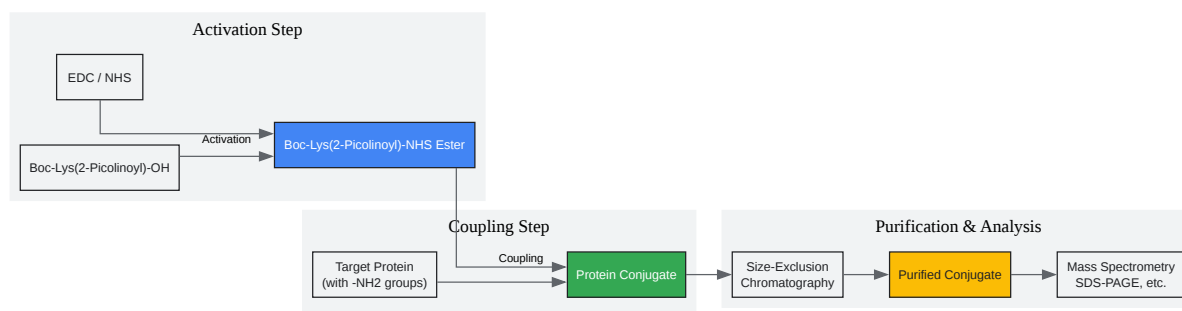 Activation Step
EDC / NHS
Activation
Boc-Lys(2-Picolinoyl)-NHS Ester
Boc-Lys(2-Picolinoyl)-OH
Coupling Step
Target Protein
(with -NH2 groups)
Coupling
Protein Conjugate
Purification & Analysis
Size-Exclusion
Chromatography
Purified Conjugate
Mass Spectrometry
SDS-PAGE, etc.